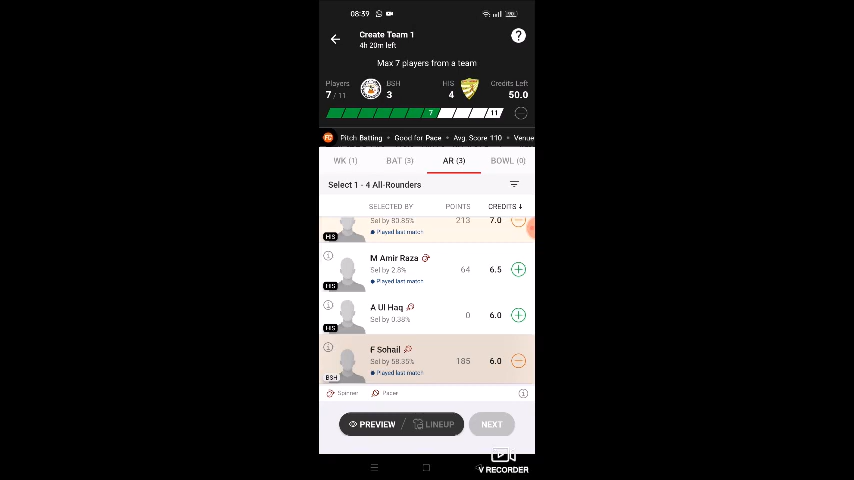 08:39
Create Team 1
4h 20m left
?
Max 7 players from a team
Players BSH HIS Credits Left
7 / 11 3 4 50.0
7 11
FC Pitch Batting • Good for Pace • Avg. Score 110 • Venue
WK (1) BAT (3) AR (3) BOWL (0)
Select 1 - 4 All-Rounders
SELECTED BY POINTS CREDITS ↓
Sel by 80.85% 213 7.0
Played last match
HIS
M Amir Raza
Sel by 2.8% 64 6.5
Played last match
HIS
A Ul Haq
Sel by 0.38% 0 6.0
HIS
F Sohail
Sel by 58.35% 185 6.0
Played last match
BSH
Spinner Pacer
PREVIEW / LINEUP NEXT
V RECORDER